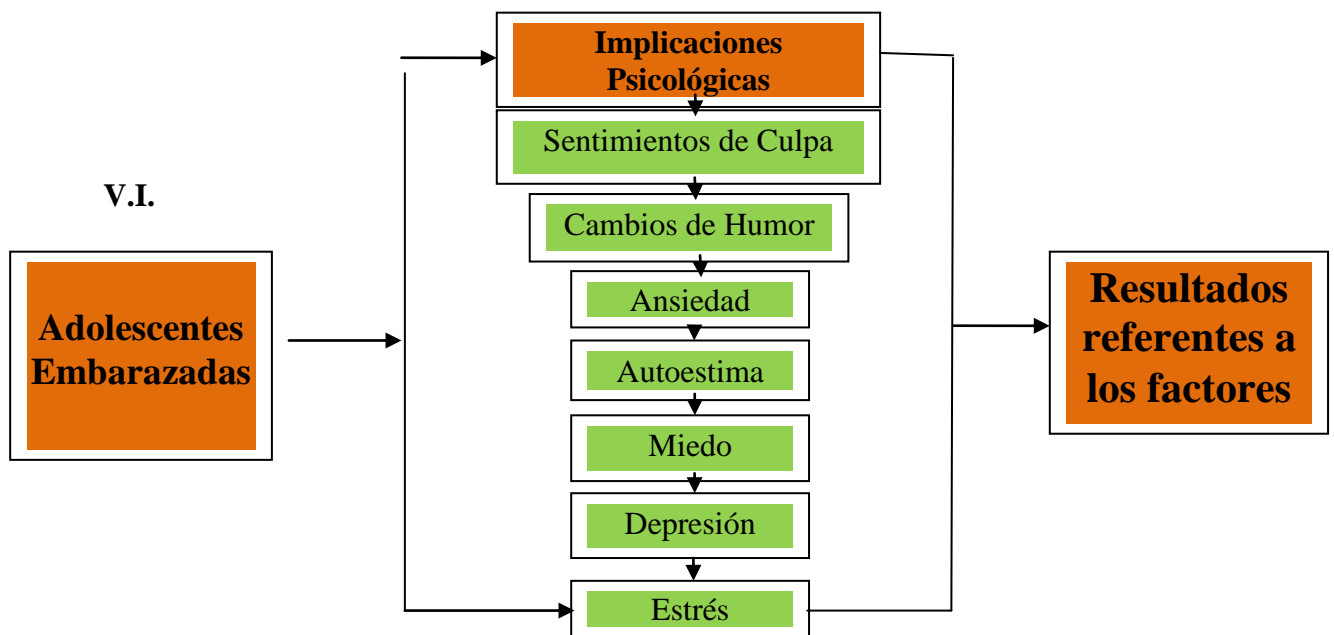 Implicaciones
Psicológicas
Sentimientos de Culpa
V.I.
Cambios de Humor
Adolescentes
Embarazadas
Ansiedad
Autoestima
Miedo
Depresión
Estrés
Resultados
referentes a
los factores